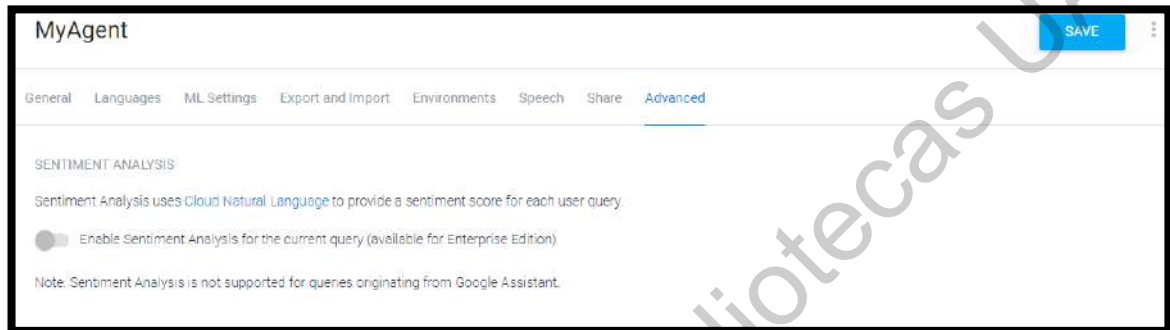 MyAgent
SAVE
General Languages ML Settings Export and Import Environments Speech Share Advanced
SENTIMENT ANALYSIS
Sentiment Analysis uses Cloud Natural Language to provide a sentiment score for each user query.
Enable Sentiment Analysis for the current query (available for Enterprise Edition)
Note: Sentiment Analysis is not supported for queries originating from Google Assistant.